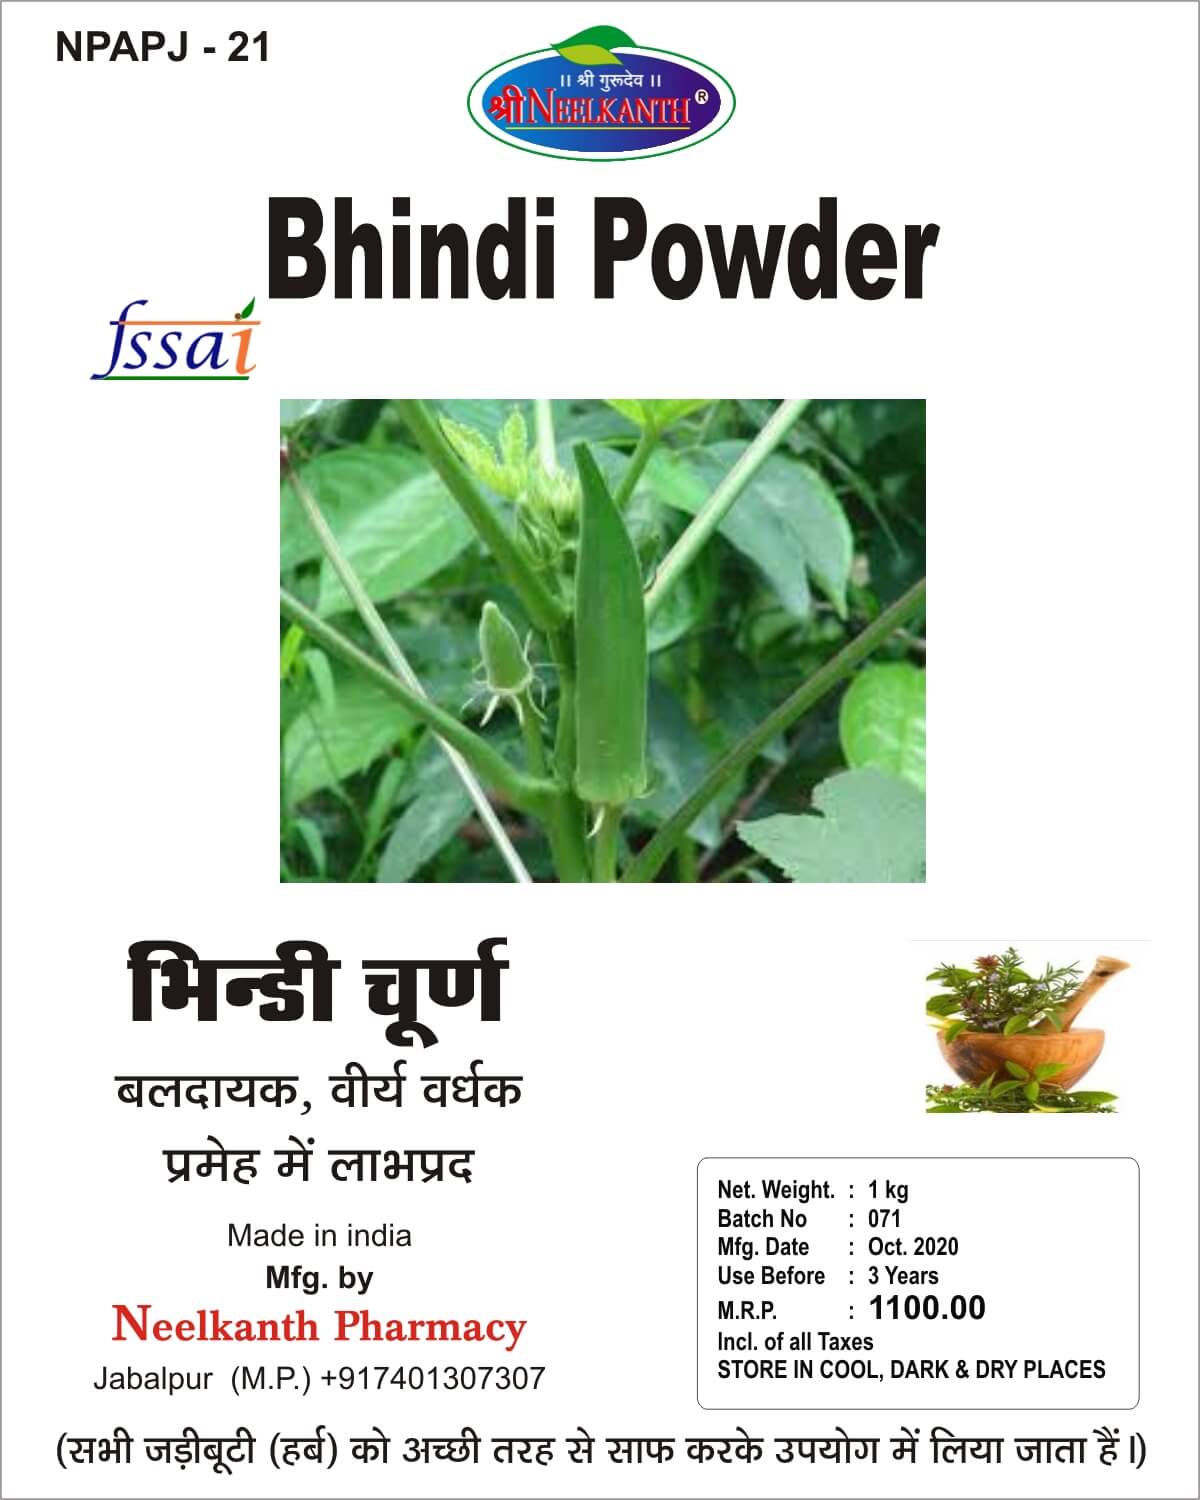 NPAPJ - 21
।। श्री गुरूदेव ।।
श्री NEELKANTH ®
Bhindi Powder
fssai
भिन्डी चूर्ण
बलदायक, वीर्य वर्धक
प्रमेह में लाभप्रद
Made in india
Mfg. by
Neelkanth Pharmacy
Jabalpur (M.P.) +917401307307
Net. Weight. : 1 kg
Batch No : 071
Mfg. Date : Oct. 2020
Use Before : 3 Years
M.R.P. : 1100.00
Incl. of all Taxes
STORE IN COOL, DARK & DRY PLACES
(सभी जड़ीबूटी (हर्ब) को अच्छी तरह से साफ करके उपयोग में लिया जाता हैं।)